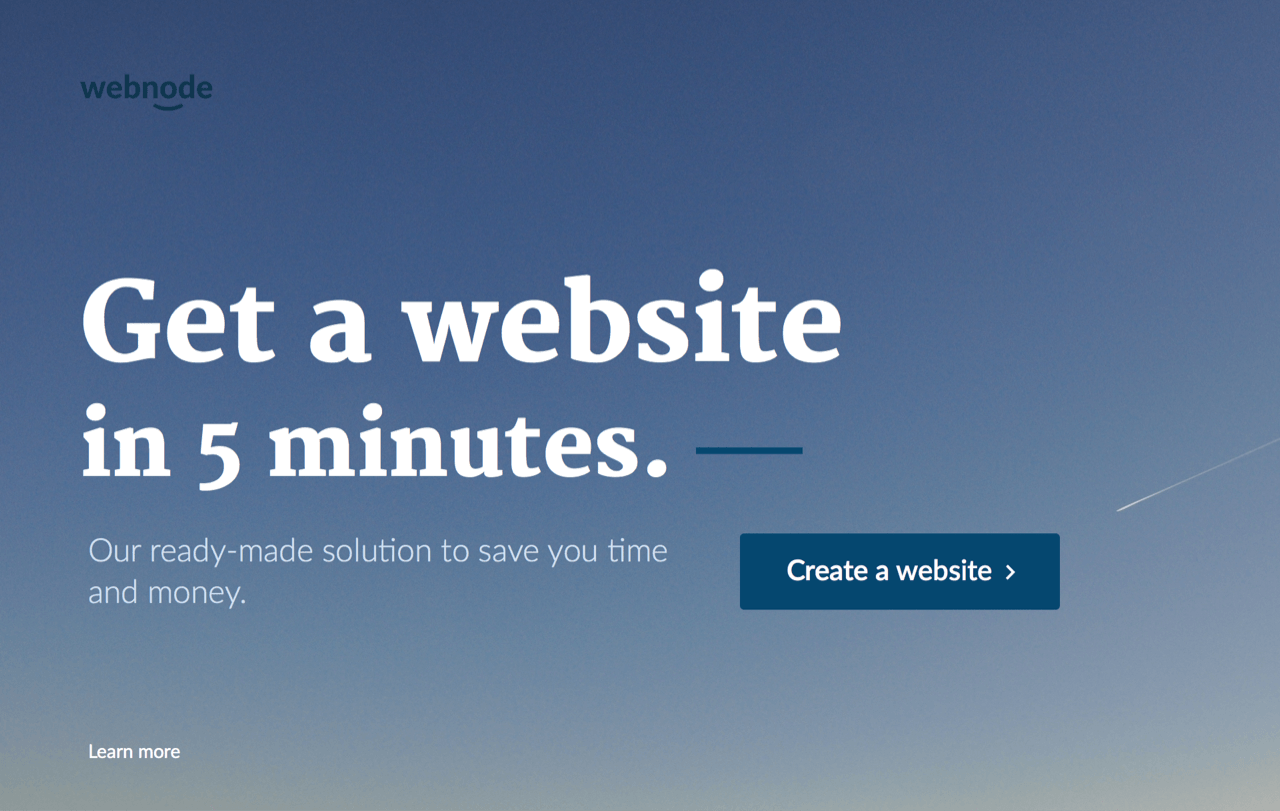 webnode
Get a website
in 5 minutes.
Our ready-made solution to save you time
and money.
Create a website
Learn more